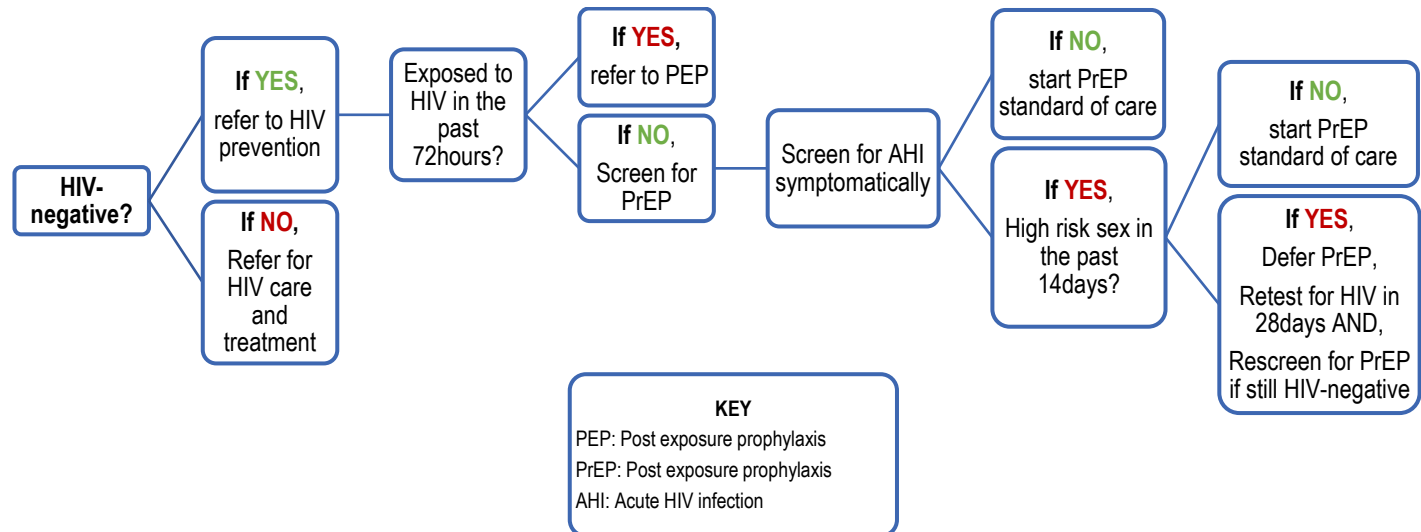 HIV-
negative?
If YES,
refer to HIV
prevention
If NO,
Refer for
HIV care
and
treatment
Exposed to
HIV in the
past
72hours?
If YES,
refer to PEP
If NO,
Screen for
PrEP
Screen for AHI
symptomatically
If NO,
start PrEP
standard of care
If YES,
High risk sex in
the past
14days?
If NO,
start PrEP
standard of care
If YES,
Defer PrEP,
Retest for HIV in
28days AND,
Rescreen for PrEP
if still HIV-negative
KEY
PEP: Post exposure prophylaxis
PrEP: Post exposure prophylaxis
AHI: Acute HIV infection